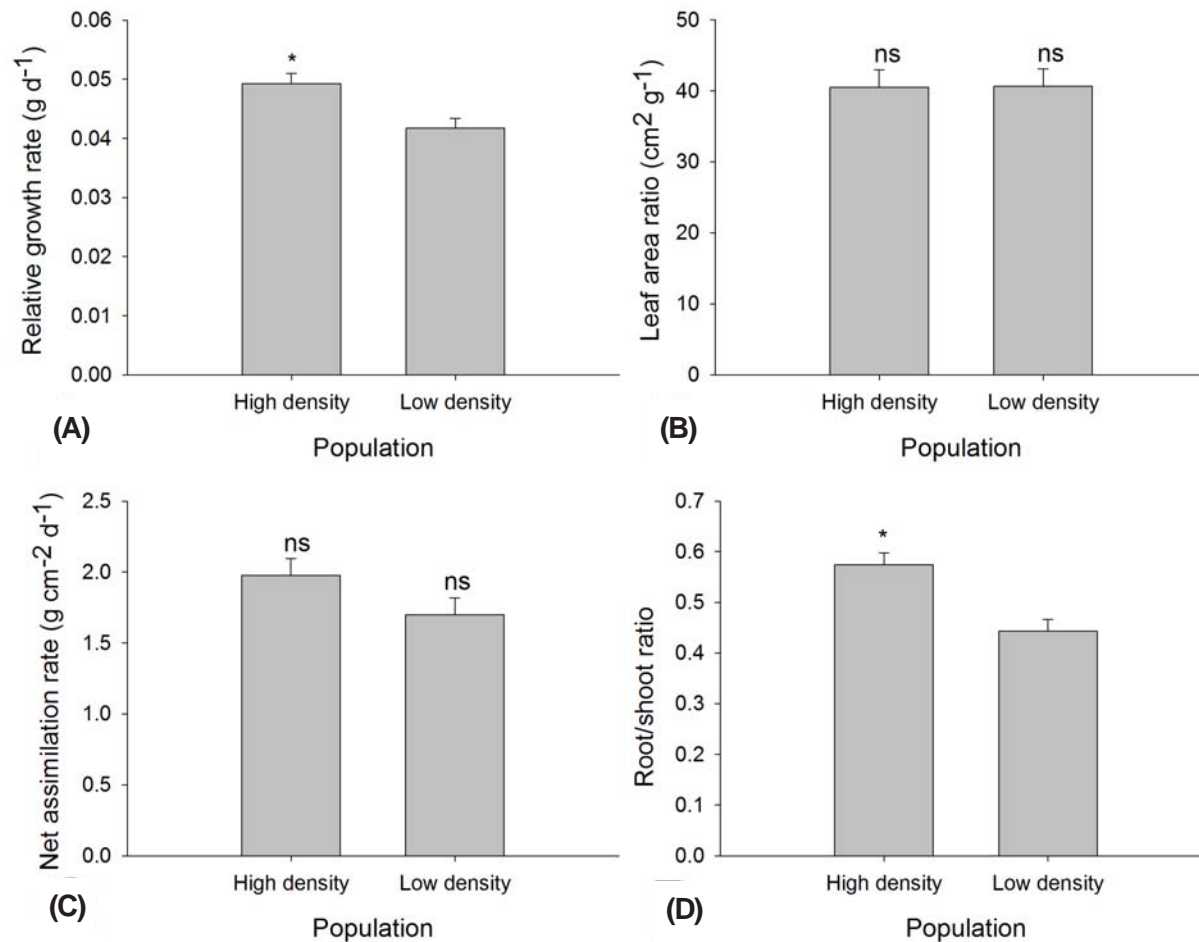 Relative growth rate (g d⁻¹)
0.06
0.05
0.04
0.03
0.02
0.01
0.00
*
High density Low density
(A)
Population
Leaf area ratio (cm² g⁻¹)
50
40
30
20
10
0
ns ns
High density Low density
(B)
Population
Net assimilation rate (g cm⁻² d⁻¹)
2.5
2.0
1.5
1.0
0.5
0.0
ns
ns
High density Low density
(C)
Population
Root/shoot ratio
0.7
0.6
0.5
0.4
0.3
0.2
0.1
0.0
*
High density Low density
(D)
Population